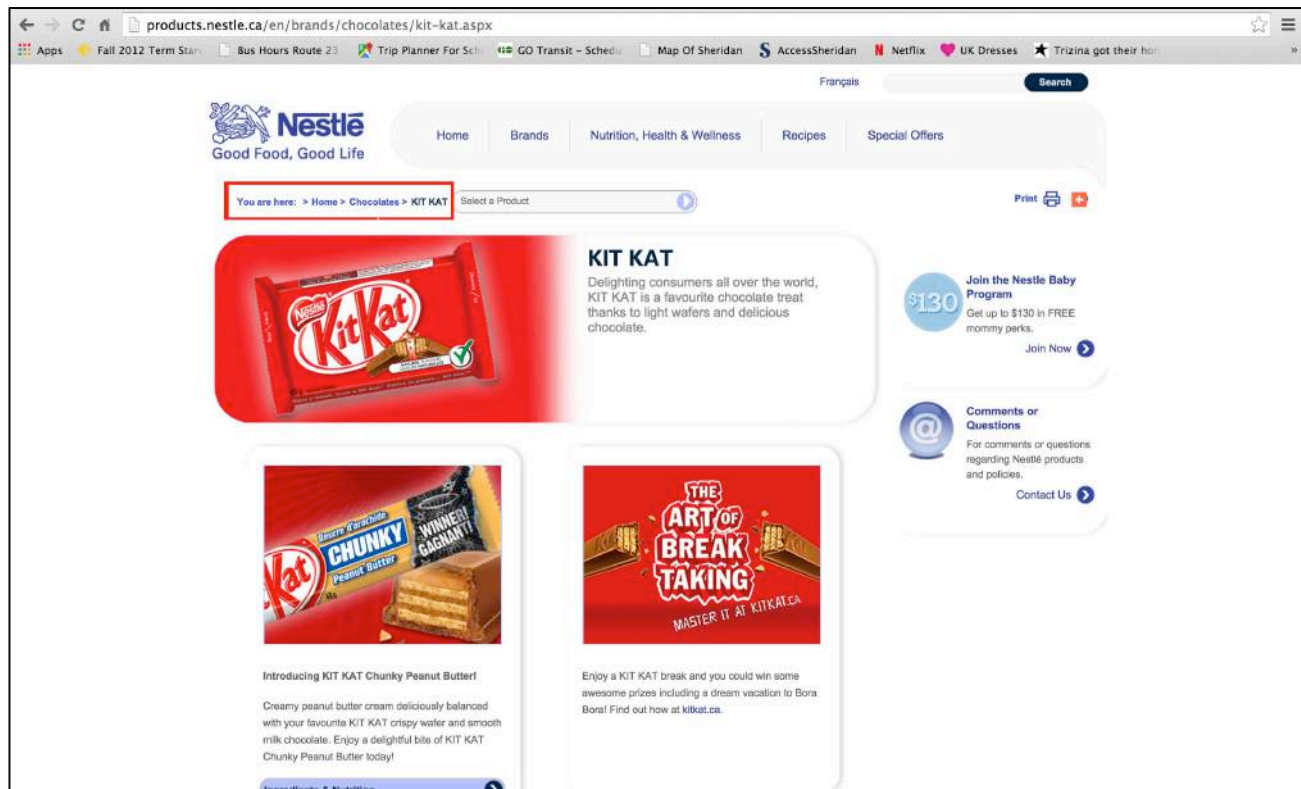 products.nestle.ca/en/brands/chocolates/kit-kat.aspx
Apps Fall 2012 Term Star Bus Hours Route 23 Trip Planner For Sch GO Transit – Schedu Map Of Sheridan S AccessSheridan N Netflix UK Dresses Trizina got their ho »
Français Search
Nestlé
Good Food, Good Life
Home Brands Nutrition, Health & Wellness Recipes Special Offers
You are here: > Home > Chocolates > KIT KAT Select a Product
Print
Nestlé
KitKat
KIT KAT
Delighting consumers all over the world,
KIT KAT is a favourite chocolate treat
thanks to light wafers and delicious
chocolate.
$130
Join the Nestle Baby
Program
Get up to $130 in FREE
mommy perks.
Join Now
@
Comments or
Questions
For comments or questions
regarding Nestlé products
and policies.
Contact Us
Kat
Beurre d'arachide
CHUNKY
Peanut Butter
WINNER!
GAGNANT!
THE
ART OF
BREAK
TAKING
MASTER IT AT KITKAT.CA
Introducing KIT KAT Chunky Peanut Butter!
Creamy peanut butter cream deliciously balanced
with your favourite KIT KAT crispy wafer and smooth
milk chocolate. Enjoy a delightful bite of KIT KAT
Chunky Peanut Butter today!
Ingredients & Nutrition
Enjoy a KIT KAT break and you could win some
awesome prizes including a dream vacation to Bora
Bora! Find out how at kitkat.ca.